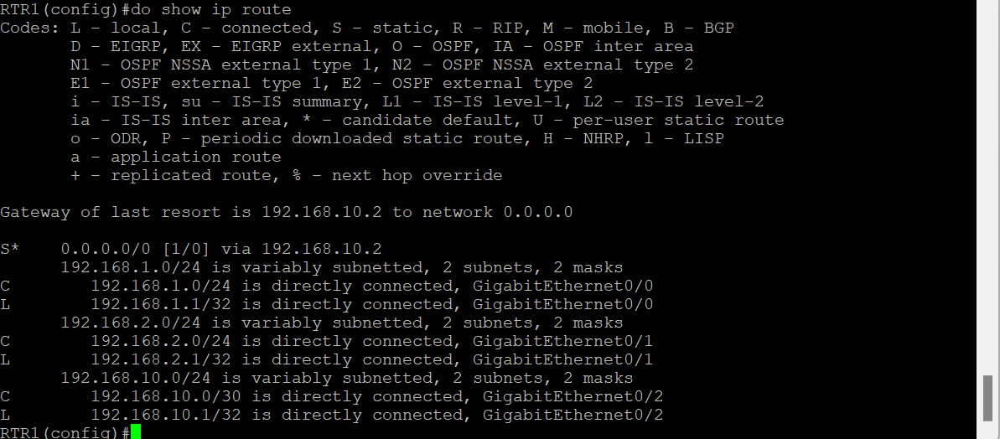 RTR1(config)#do show ip route
Codes: L - local, C - connected, S - static, R - RIP, M - mobile, B - BGP
       D - EIGRP, EX - EIGRP external, O - OSPF, IA - OSPF inter area
       N1 - OSPF NSSA external type 1, N2 - OSPF NSSA external type 2
       E1 - OSPF external type 1, E2 - OSPF external type 2
       i - IS-IS, su - IS-IS summary, L1 - IS-IS level-1, L2 - IS-IS level-2
       ia - IS-IS inter area, * - candidate default, U - per-user static route
       o - ODR, P - periodic downloaded static route, H - NHRP, l - LISP
       a - application route
       + - replicated route, % - next hop override
Gateway of last resort is 192.168.10.2 to network 0.0.0.0
S*    0.0.0.0/0 [1/0] via 192.168.10.2
      192.168.1.0/24 is variably subnetted, 2 subnets, 2 masks
C        192.168.1.0/24 is directly connected, GigabitEthernet0/0
L        192.168.1.1/32 is directly connected, GigabitEthernet0/0
      192.168.2.0/24 is variably subnetted, 2 subnets, 2 masks
C        192.168.2.0/24 is directly connected, GigabitEthernet0/1
L        192.168.2.1/32 is directly connected, GigabitEthernet0/1
      192.168.10.0/24 is variably subnetted, 2 subnets, 2 masks
C        192.168.10.0/30 is directly connected, GigabitEthernet0/2
L        192.168.10.1/32 is directly connected, GigabitEthernet0/2
RTR1(config)#